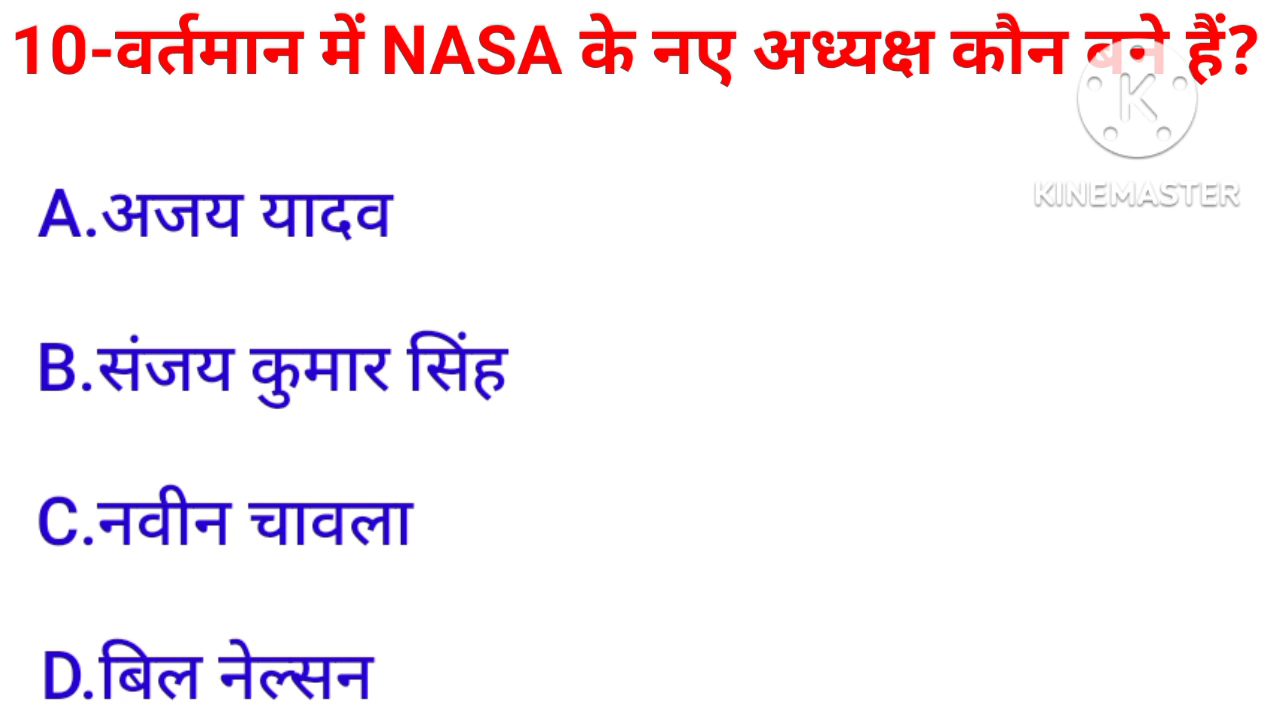 10-वर्तमान में NASA के नए अध्यक्ष कौन बने हैं?
KINEMASTER
A.अजय यादव
B.संजय कुमार सिंह
C.नवीन चावला
D.बिल नेल्सन